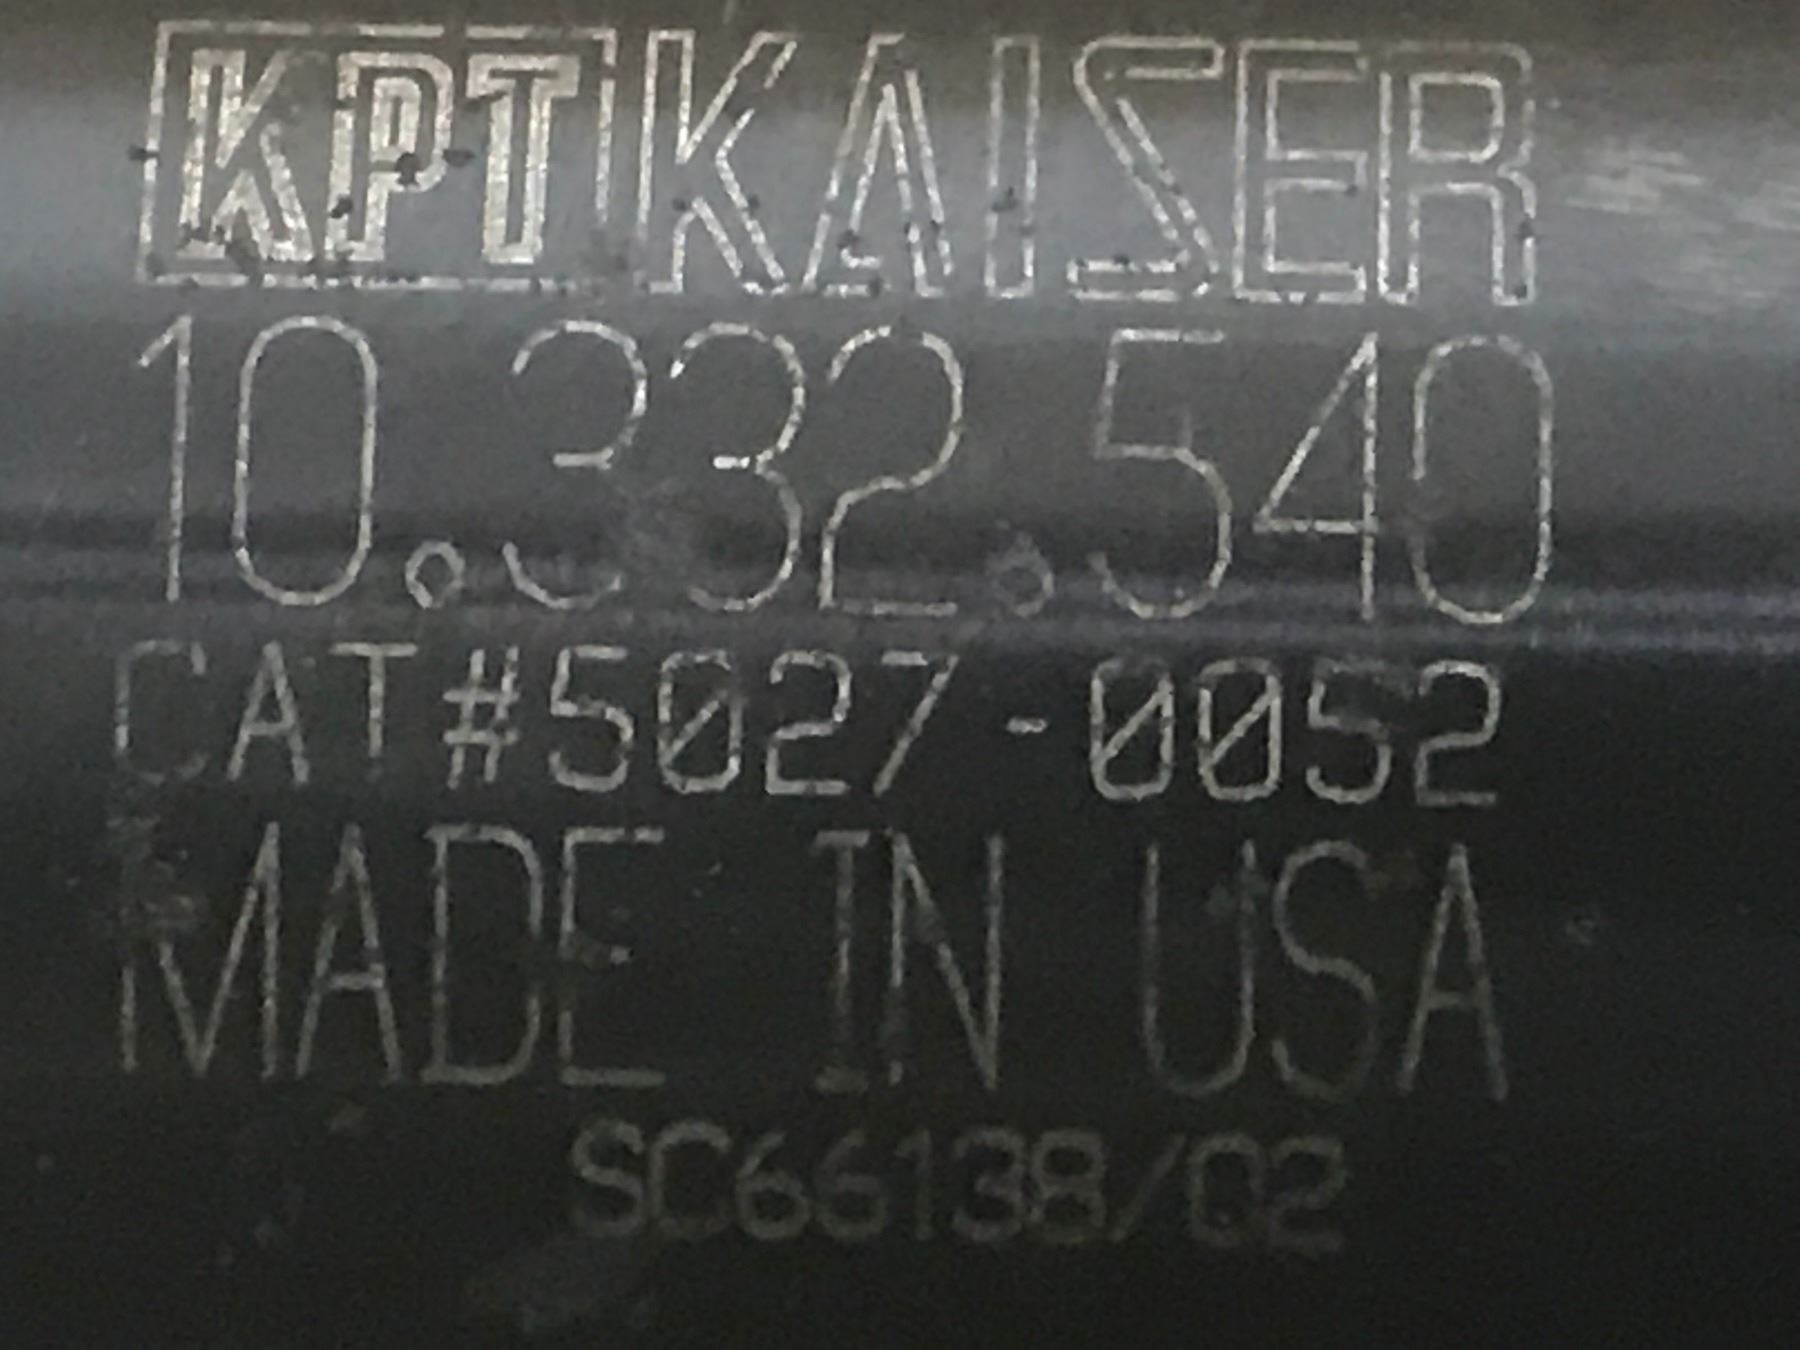 KPT KAISER
10.332.540
CAT#5027-0052
MADE IN USA
SC66138/02